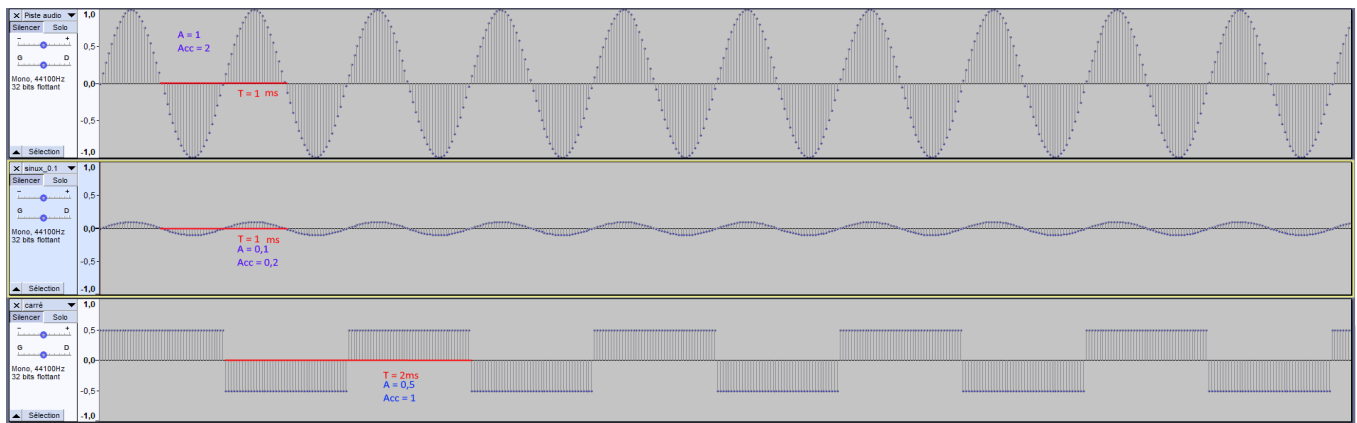 × Piste audio ▼
Silencer Solo
- +
G D
Mono, 44100Hz
32 bits flottant
▲ Sélection
1,0
0,5-
0,0-
-0,5-
-1,0
A = 1
Acc = 2
T = 1 ms
× sinux_0.1 ▼
Silencer Solo
- +
G D
Mono, 44100Hz
32 bits flottant
▲ Sélection
1,0
0,5-
0,0-
-0,5-
-1,0
T = 1 ms
A = 0,1
Acc = 0,2
× carré ▼
Silencer Solo
- +
G D
Mono, 44100Hz
32 bits flottant
▲ Sélection
1,0
0,5-
0,0-
-0,5-
-1,0
T = 2ms
A = 0,5
Acc = 1